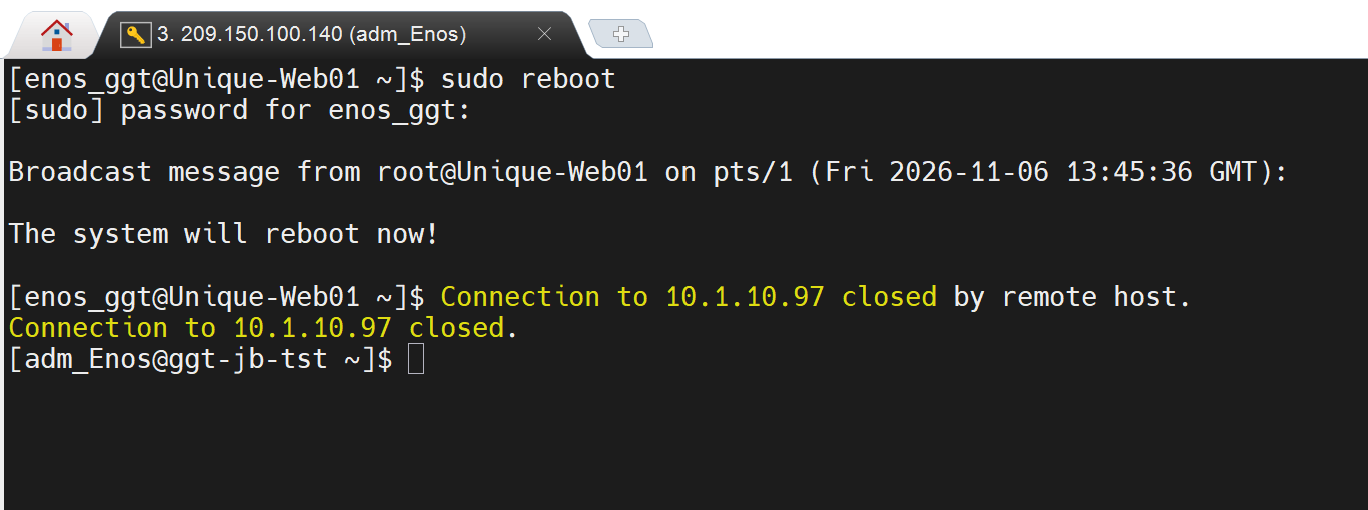 3. 209.150.100.140 (adm_Enos)
[enos_ggt@Unique-Web01 ~]$ sudo reboot
[sudo] password for enos_ggt:
Broadcast message from root@Unique-Web01 on pts/1 (Fri 2026-11-06 13:45:36 GMT):
The system will reboot now!
[enos_ggt@Unique-Web01 ~]$ Connection to 10.1.10.97 closed by remote host.
Connection to 10.1.10.97 closed.
[adm_Enos@ggt-jb-tst ~]$